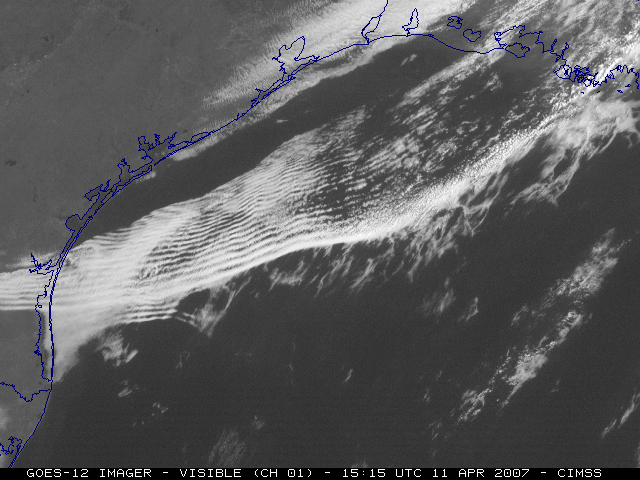 GOES-12 IMAGER - VISIBLE (CH 01) - 15:15 UTC 11 APR 2007 - CIMSS